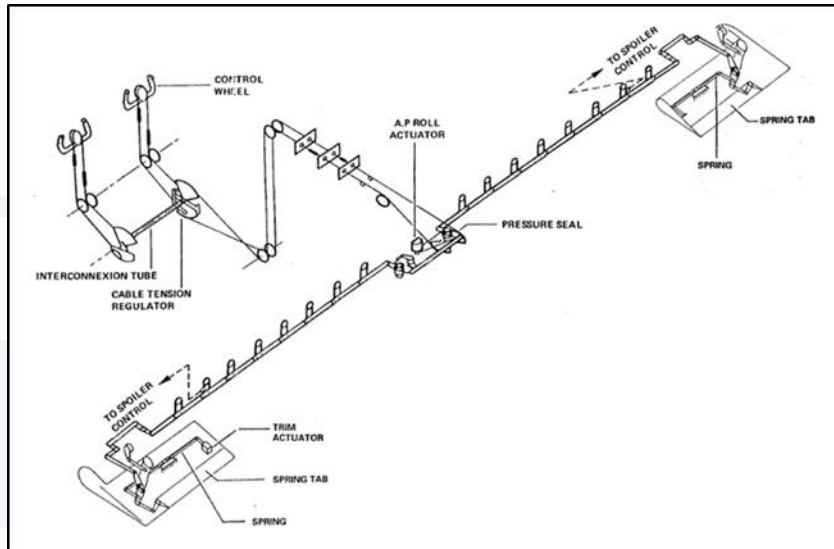 CONTROL
WHEEL
TO SPOILER
CONTROL
A.P ROLL
ACTUATOR
SPRING TAB
SPRING
PRESSURE SEAL
INTERCONNEXION TUBE
CABLE TENSION
REGULATOR
TO SPOILER
CONTROL
TRIM
ACTUATOR
SPRING TAB
SPRING